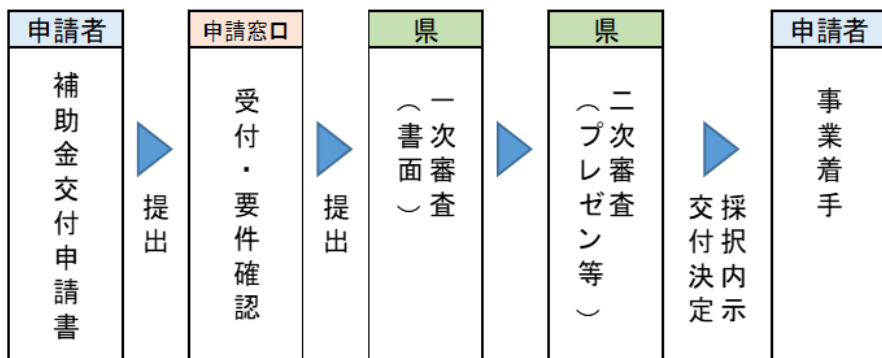 申請者
補助金交付申請書
提出
申請窓口
受付・要件確認
提出
県
一次審査
（書面）
県
二次審査
（プレゼン等）
採択内示
交付決定
申請者
事業着手